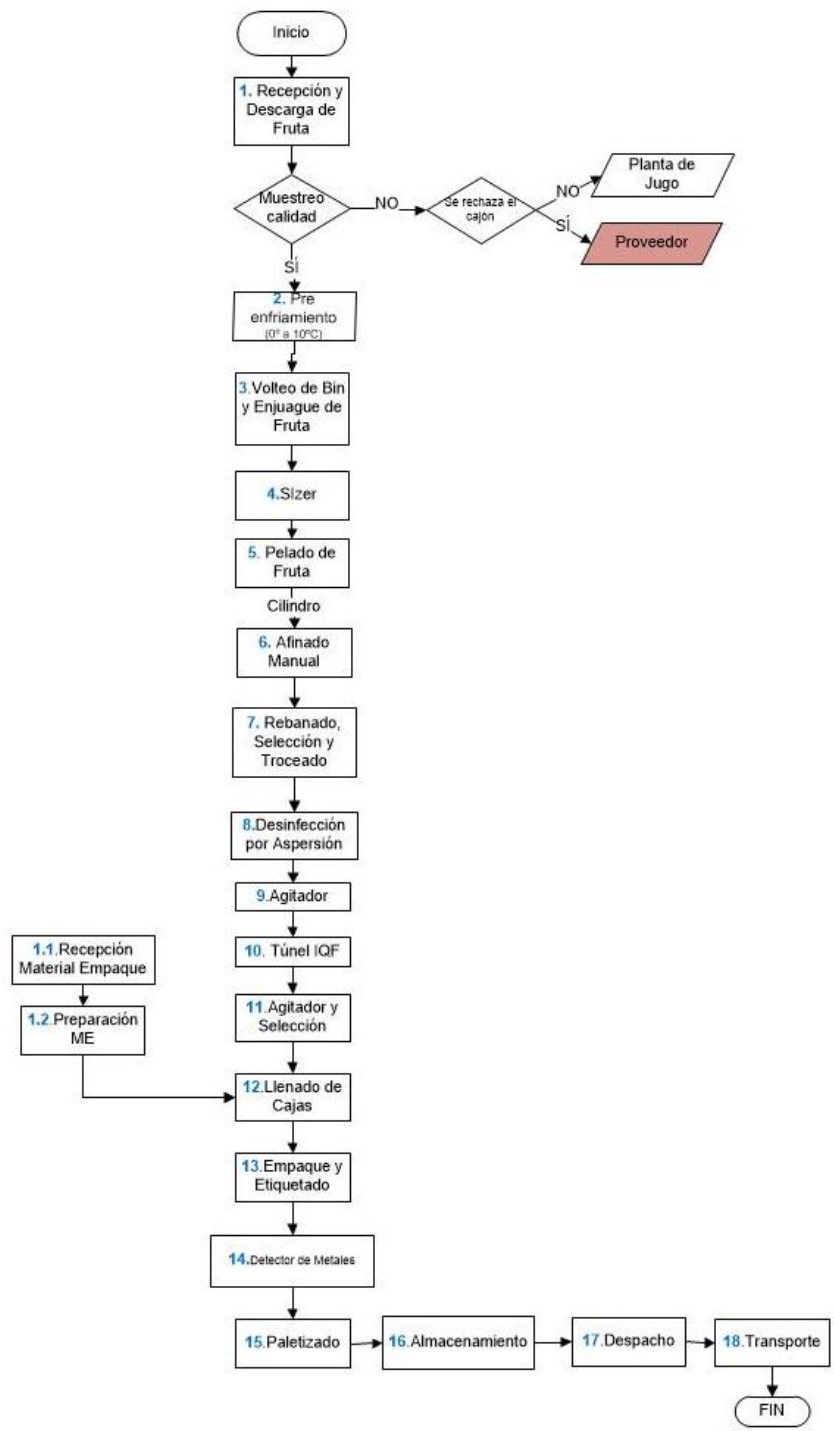 Inicio
1. Recepción y
Descarga de
Fruta
Muestreo
calidad
NO
Se rechaza el
cajón
NO
Planta de
Jugo
SÍ
Proveedor
SÍ
2. Pre
enfriamiento
(0º a 10ºC)
3.Volteo de Bin
y Enjuague de
Fruta
4.SIzer
5. Pelado de
Fruta
Cilindro
6. Afinado
Manual
7. Rebanado,
Selección y
Troceado
8.Desinfección
por Aspersión
9.Agitador
1.1.Recepción
Material Empaque
10. Túnel IQF
1.2.Preparación
ME
11.Agitador y
Selección
12.Llenado de
Cajas
13.Empaque y
Etiquetado
14.Detector de Metales
15.Paletizado
16.Almacenamiento
17.Despacho
18.Transporte
FIN